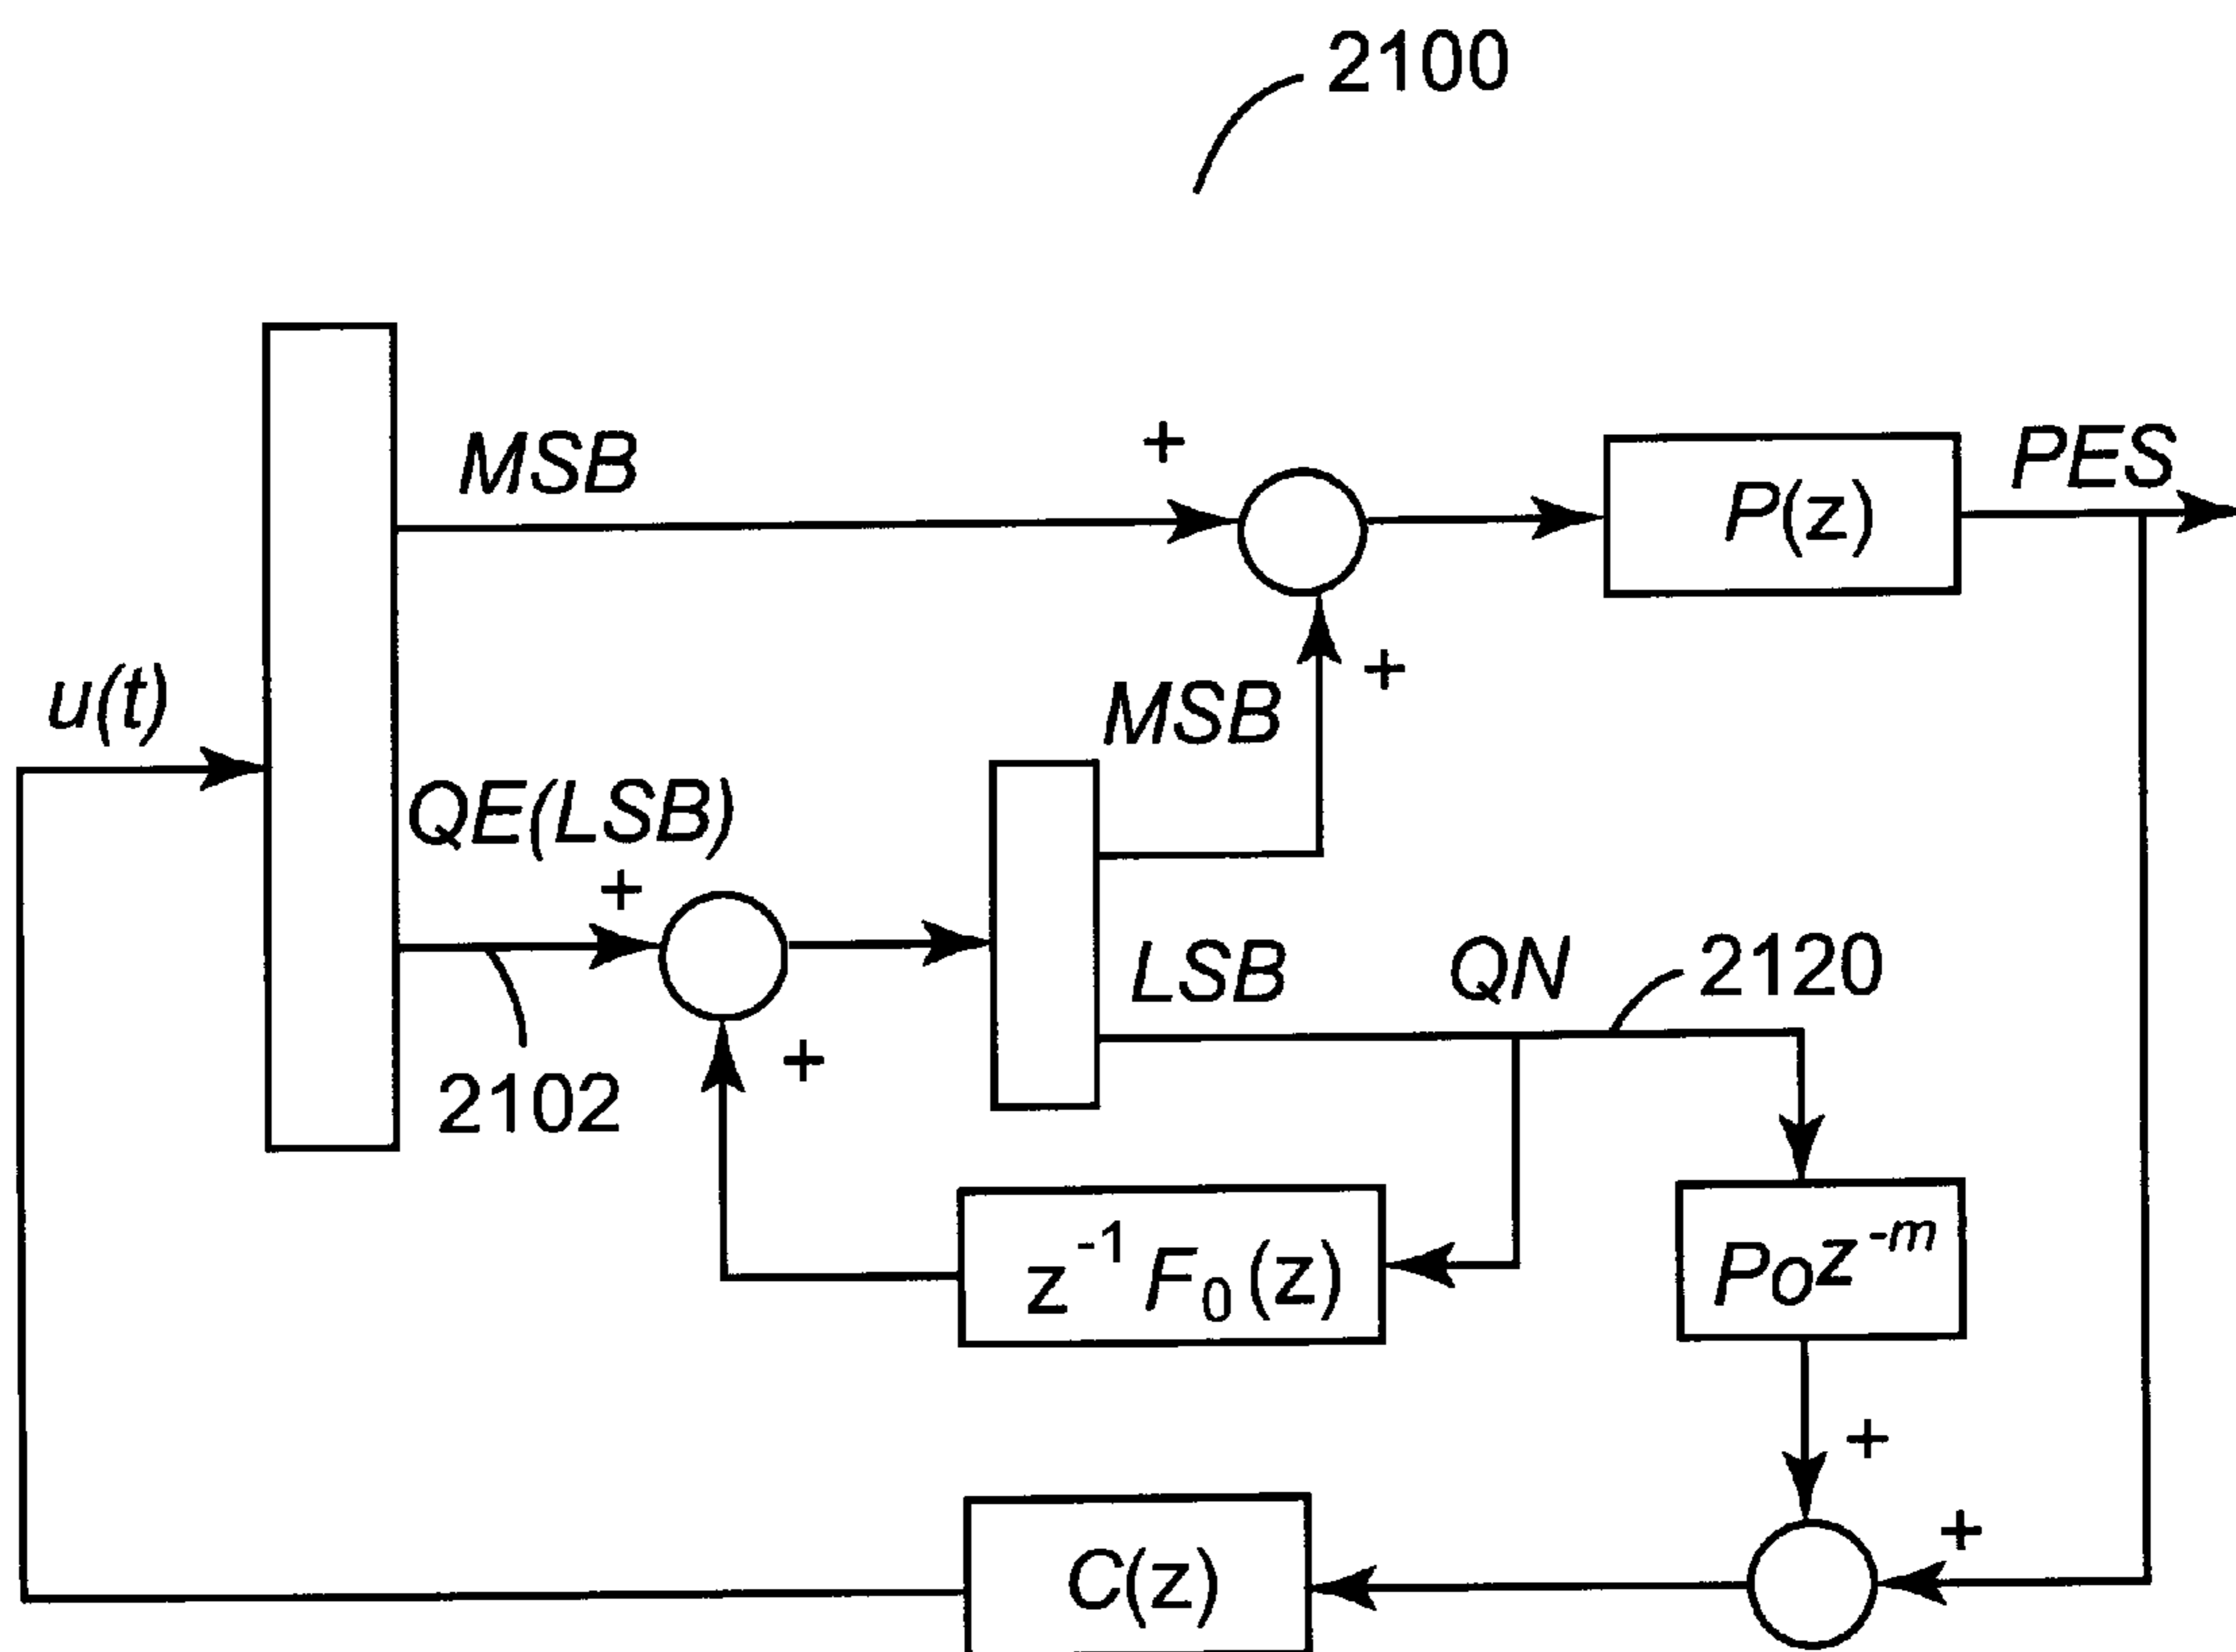 2100
MSB
+
P(z)
PES
u(t)
+
MSB
QE(LSB)
+
LSB
QN
2120
+
2102
z⁻¹ F₀ (z)
Poz⁻ᵐ
+
+
C(z)